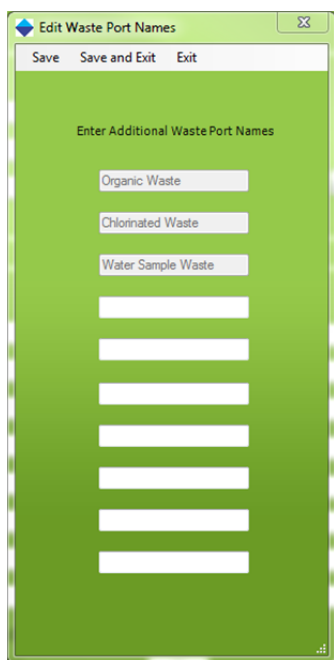 Edit Waste Port Names
Save Save and Exit Exit
Enter Additional Waste Port Names
Organic Waste
Chlorinated Waste
Water Sample Waste